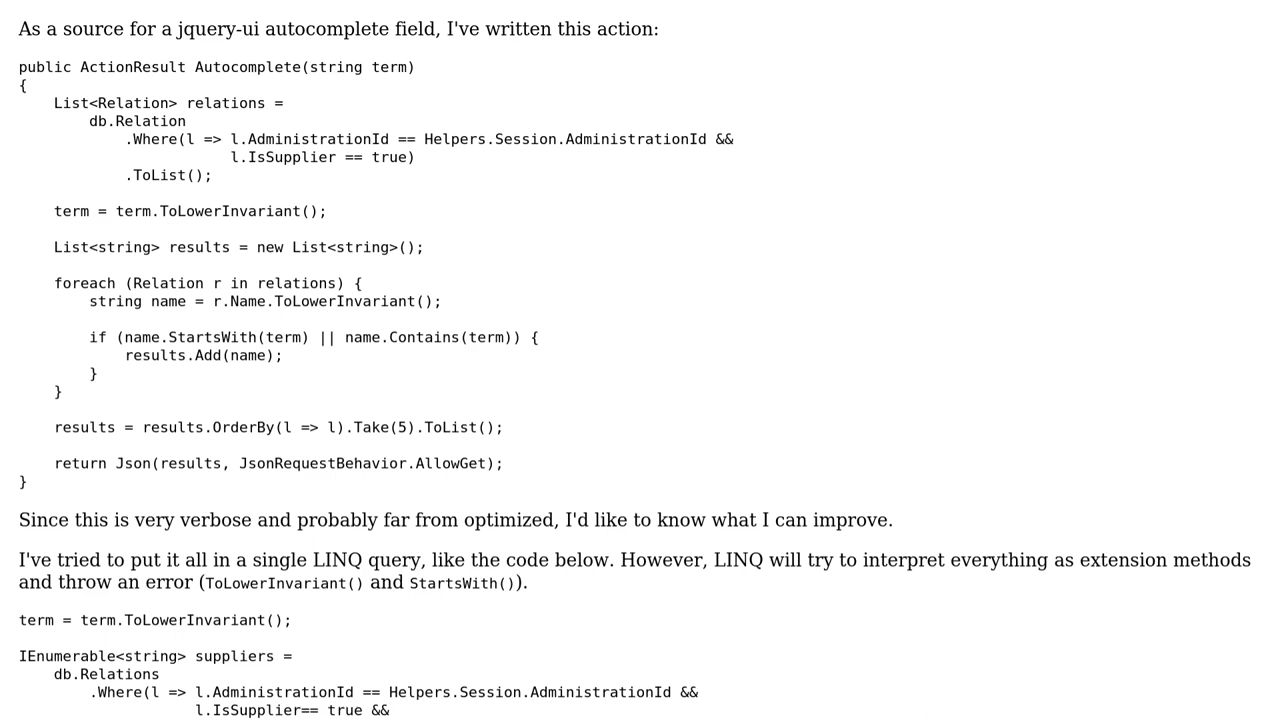 As a source for a jquery-ui autocomplete field, I've written this action:
public ActionResult Autocomplete(string term)
{
    List<Relation> relations =
        db.Relation
            .Where(l => l.AdministrationId == Helpers.Session.AdministrationId &&
                        l.IsSupplier == true)
            .ToList();

    term = term.ToLowerInvariant();

    List<string> results = new List<string>();

    foreach (Relation r in relations) {
        string name = r.Name.ToLowerInvariant();

        if (name.StartsWith(term) || name.Contains(term)) {
            results.Add(name);
        }
    }

    results = results.OrderBy(l => l).Take(5).ToList();

    return Json(results, JsonRequestBehavior.AllowGet);
}
Since this is very verbose and probably far from optimized, I'd like to know what I can improve.
I've tried to put it all in a single LINQ query, like the code below. However, LINQ will try to interpret everything as extension methods
and throw an error (ToLowerInvariant() and StartsWith()).
term = term.ToLowerInvariant();

IEnumerable<string> suppliers =
    db.Relations
        .Where(l => l.AdministrationId == Helpers.Session.AdministrationId &&
                    l.IsSupplier== true &&